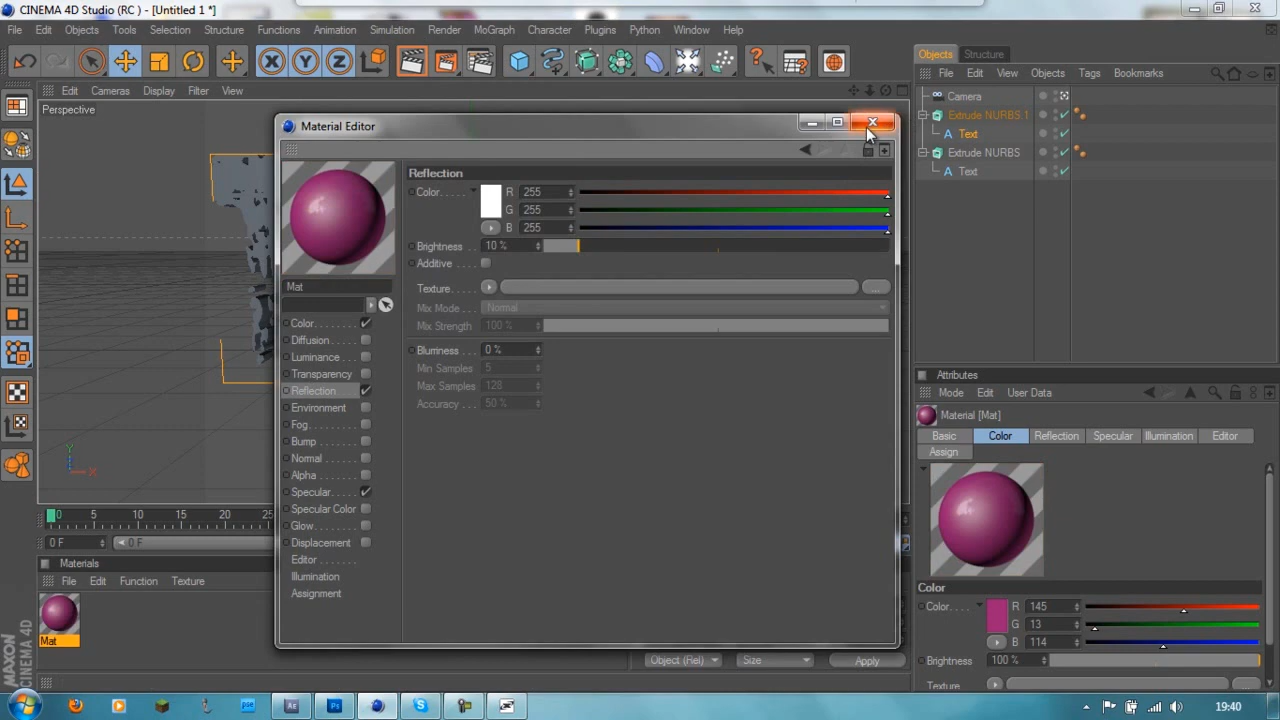 CINEMA 4D Studio (RC ) - [Untitled 1 *]
File Edit Objects Tools Selection Structure Functions Animation Simulation Render MoGraph Character Plugins Python Window Help
X Y Z
Edit Cameras Display Filter View
Perspective
Material Editor
Reflection
Color R 255
G 255
B 255
Brightness 10 %
Additive
Texture ...
Mix Mode Normal
Mix Strength 100 %
Blurriness 0 %
Min Samples 5
Max Samples 128
Accuracy 50 %
Mat
Color
Diffusion
Luminance
Transparency
Reflection
Environment
Fog
Bump
Normal
Alpha
Specular
Specular Color
Glow
Displacement
Editor
Illumination
Assignment
Y
X
0 5 10 15 20 25
0 F 0 F
Materials
File Edit Function Texture
Mat
Object (Rel) Size Apply
MAXON
CINEMA 4D
Objects Structure
File Edit View Objects Tags Bookmarks
Camera
Extrude NURBS 1
A Text
Extrude NURBS
A Text
Attributes
Mode Edit User Data
Material [Mat]
Basic Color Reflection Specular Illumination Editor
Assign
Color
Color R 145
G 13
B 114
Brightness 100 %
Texture
pse Ae Ps
19:40